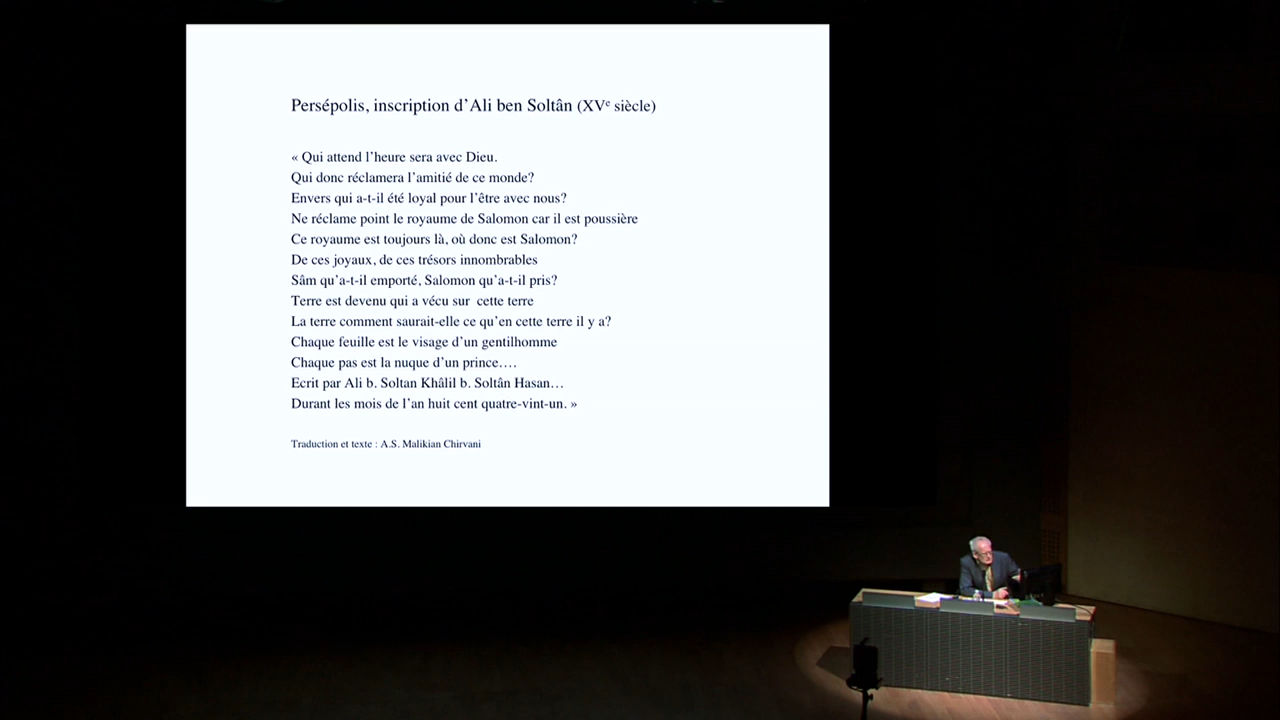 Persépolis, inscription d’Ali ben Soltân (XVe siècle)
« Qui attend l’heure sera avec Dieu.
Qui donc réclamera l’amitié de ce monde?
Envers qui a-t-il été loyal pour l’être avec nous?
Ne réclame point le royaume de Salomon car il est poussière
Ce royaume est toujours là, où donc est Salomon?
De ces joyaux, de ces trésors innombrables
Sâm qu’a-t-il emporté, Salomon qu’a-t-il pris?
Terre est devenu qui a vécu sur cette terre
La terre comment saurait-elle ce qu’en cette terre il y a?
Chaque feuille est le visage d’un gentilhomme
Chaque pas est la nuque d’un prince….
Ecrit par Ali b. Soltan Khâlil b. Soltân Hasan…
Durant les mois de l’an huit cent quatre-vint-un. »
Traduction et texte : A.S. Malikian Chirvani